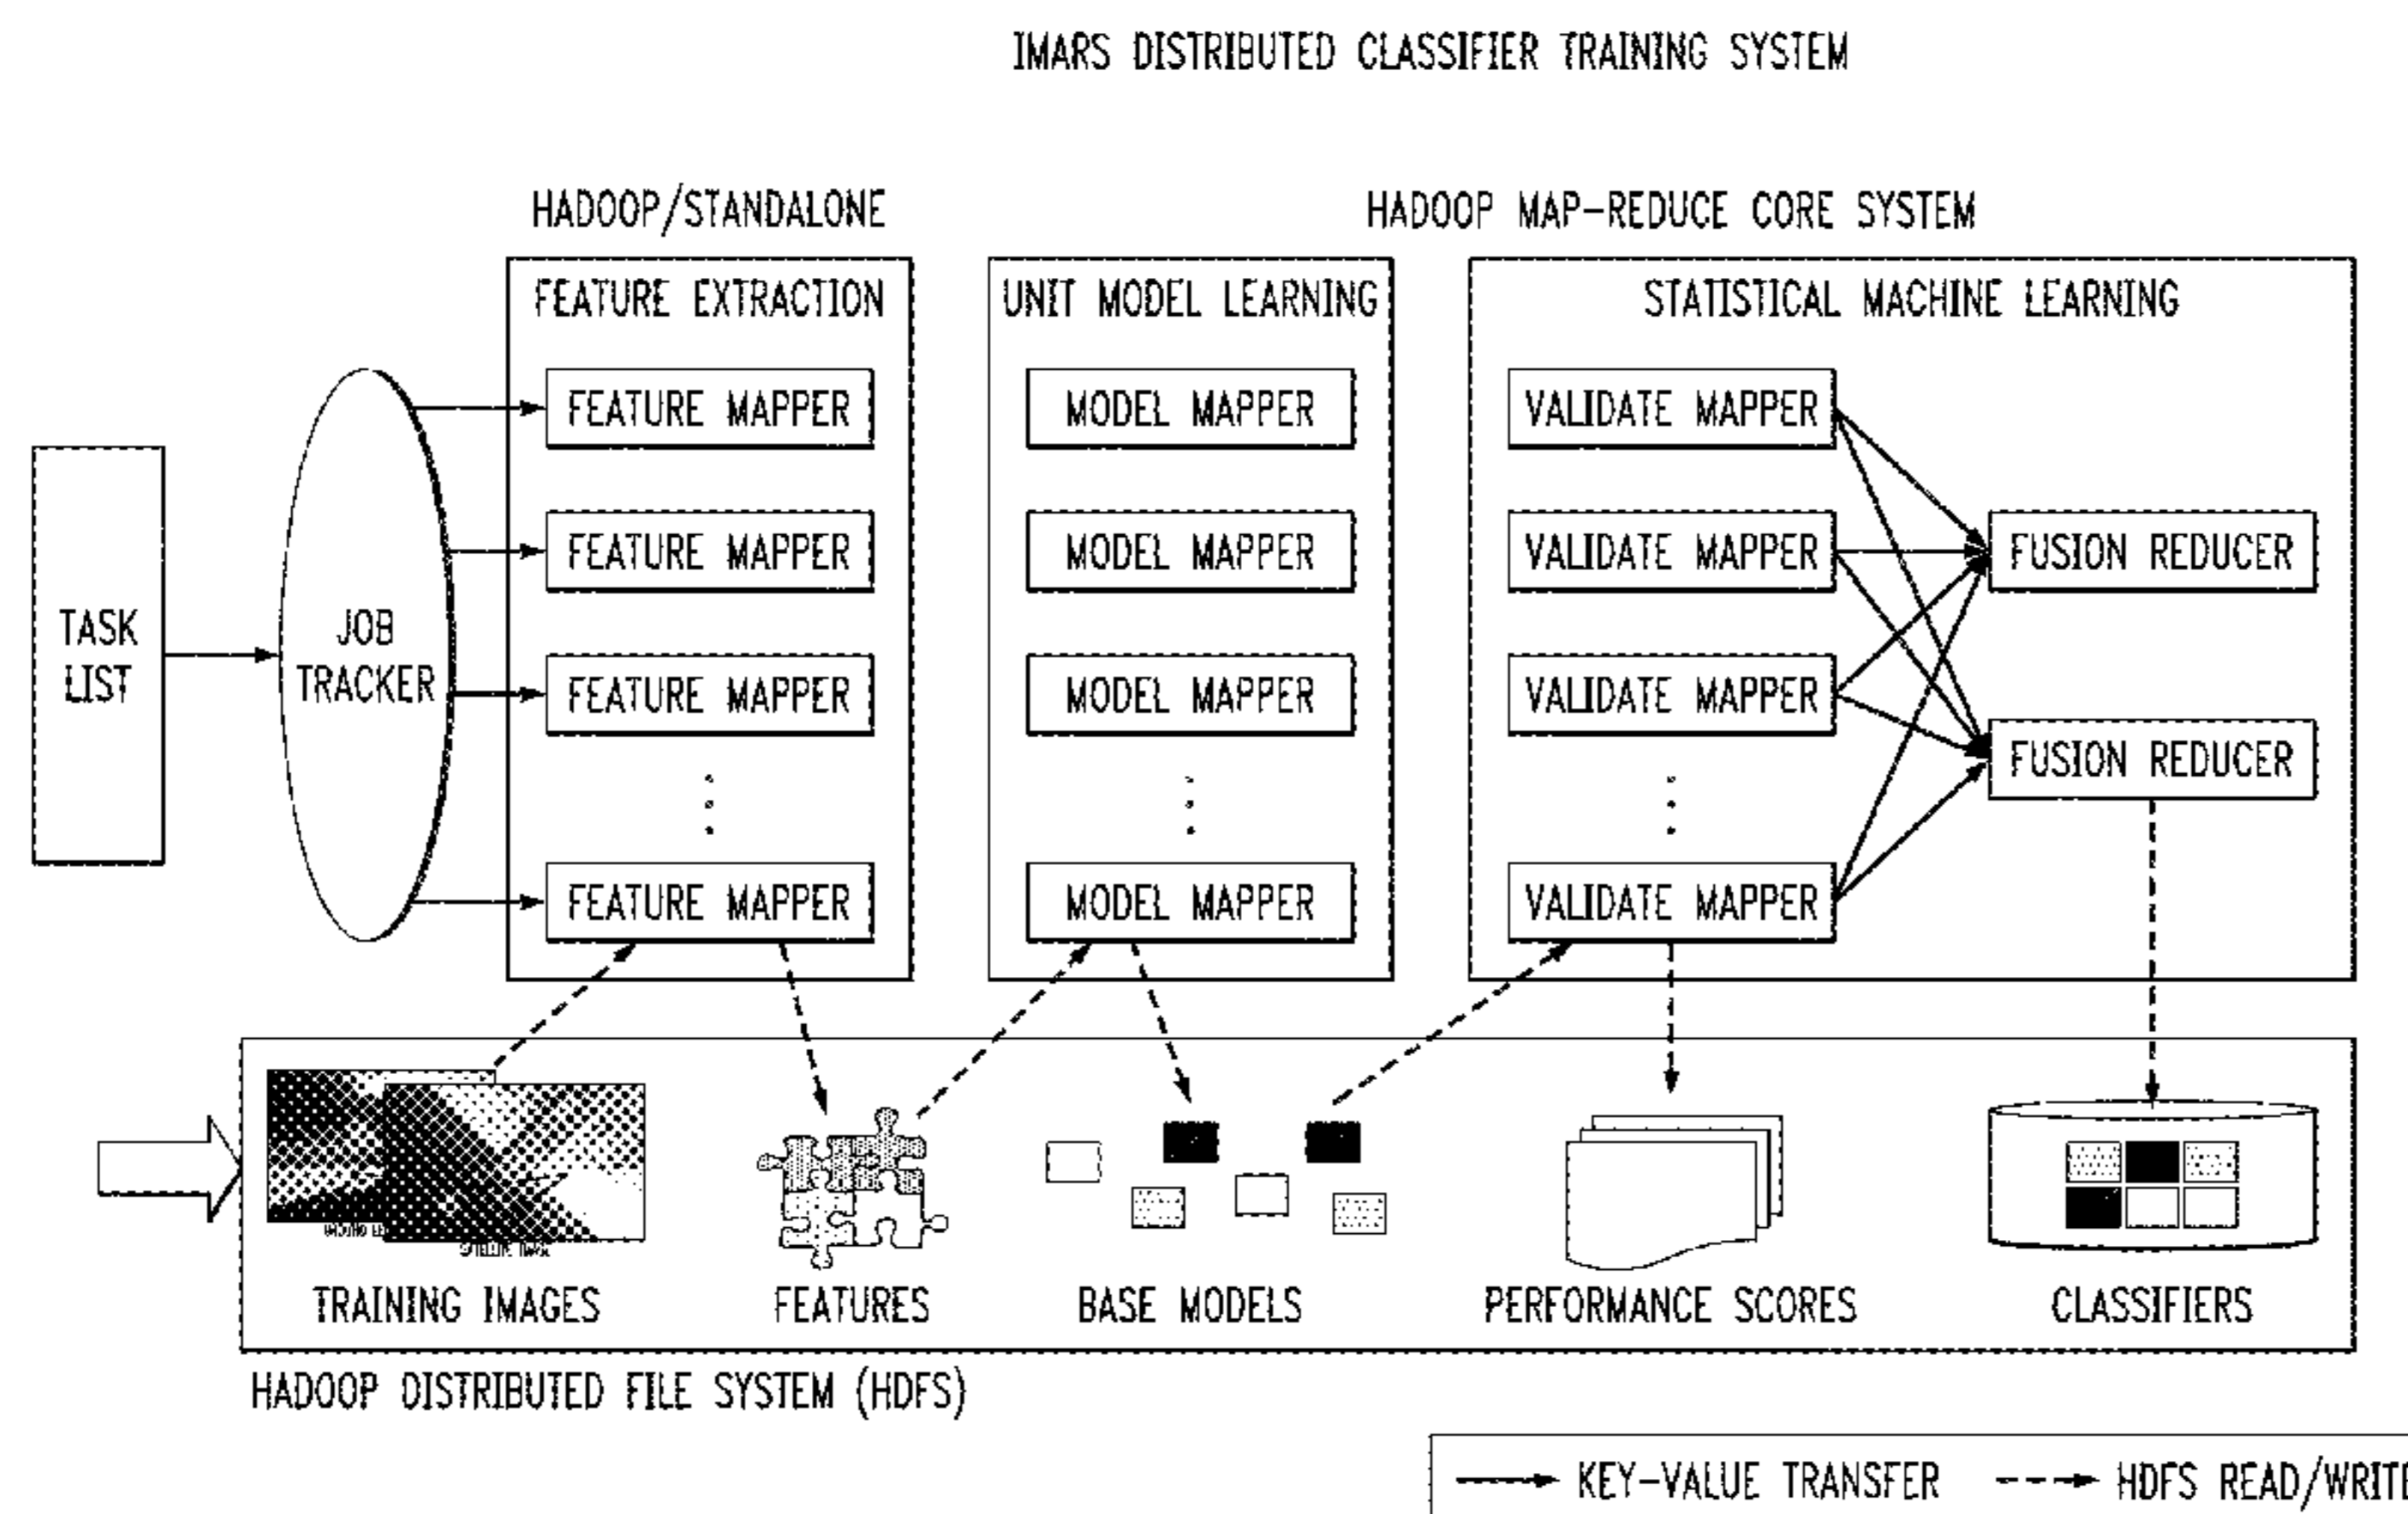 IMARS DISTRIBUTED CLASSIFIER TRAINING SYSTEM
HADOOP/STANDALONE
HADOOP MAP-REDUCE CORE SYSTEM
FEATURE EXTRACTION
UNIT MODEL LEARNING
STATISTICAL MACHINE LEARNING
TASK
LIST
JOB
TRACKER
FEATURE MAPPER
FEATURE MAPPER
FEATURE MAPPER
FEATURE MAPPER
MODEL MAPPER
MODEL MAPPER
MODEL MAPPER
MODEL MAPPER
VALIDATE MAPPER
VALIDATE MAPPER
VALIDATE MAPPER
VALIDATE MAPPER
FUSION REDUCER
FUSION REDUCER
SATELLITE IMAGE
TRAINING IMAGES
FEATURES
BASE MODELS
PERFORMANCE SCORES
CLASSIFIERS
HADOOP DISTRIBUTED FILE SYSTEM (HDFS)
KEY-VALUE TRANSFER
HDFS READ/WRITE